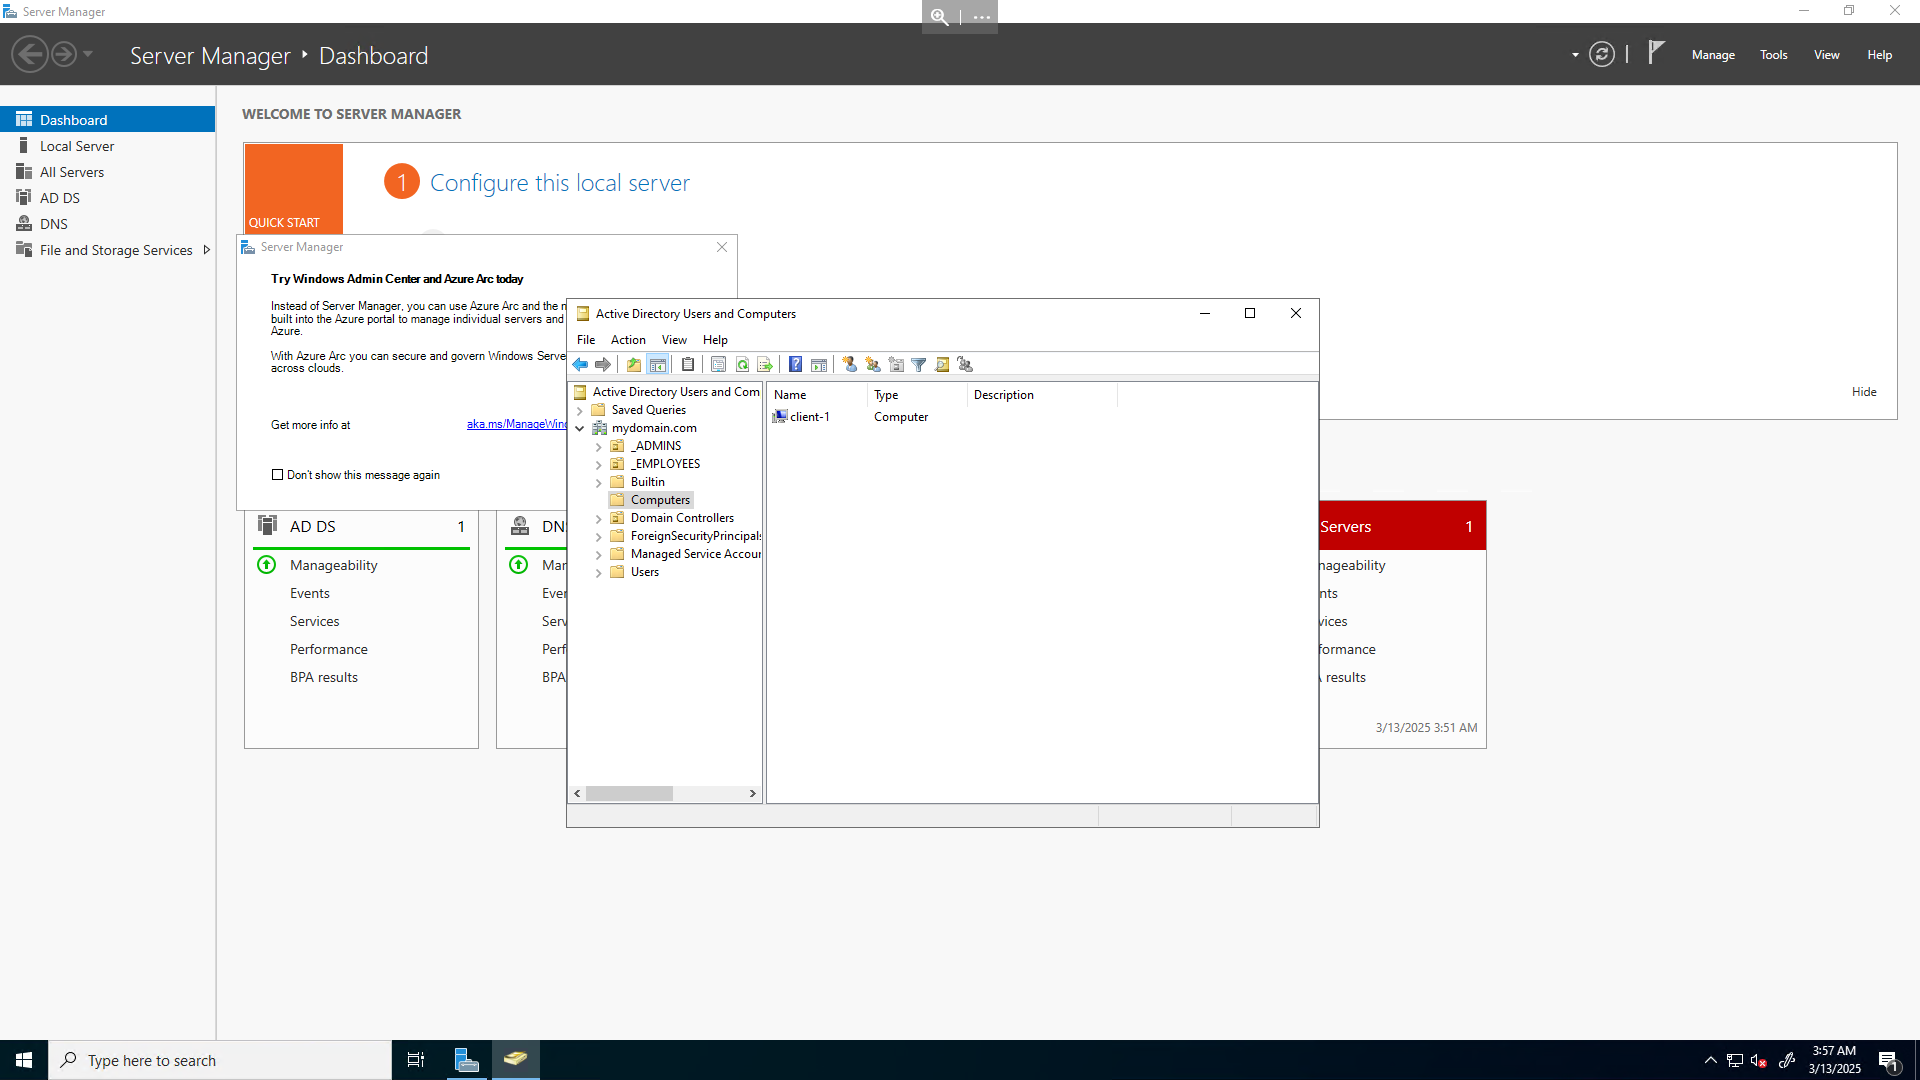 Server Manager
Server Manager Dashboard
Manage Tools View Help
Dashboard
Local Server
All Servers
AD DS
DNS
File and Storage Services
WELCOME TO SERVER MANAGER
QUICK START
1 Configure this local server
Hide
Server Manager
Try Windows Admin Center and Azure Arc today
Instead of Server Manager, you can use Azure Arc and the
built into the Azure portal to manage individual servers and
Azure.
With Azure Arc you can secure and govern Windows Serve
across clouds.
Get more info at aka.ms/ManageWin
Don't show this message again
Active Directory Users and Computers
File Action View Help
Active Directory Users and Com
Saved Queries
mydomain.com
_ADMINS
_EMPLOYEES
Builtin
Computers
Domain Controllers
ForeignSecurityPrincipals
Managed Service Accour
Users
Name Type Description
client-1 Computer
AD DS 1
Manageability
Events
Services
Performance
BPA results
DN
Mar
Ever
Serv
Perf
BPA
Servers 1
nageability
nts
vices
formance
results
3/13/2025 3:51 AM
Type here to search
3:57 AM
3/13/2025
1